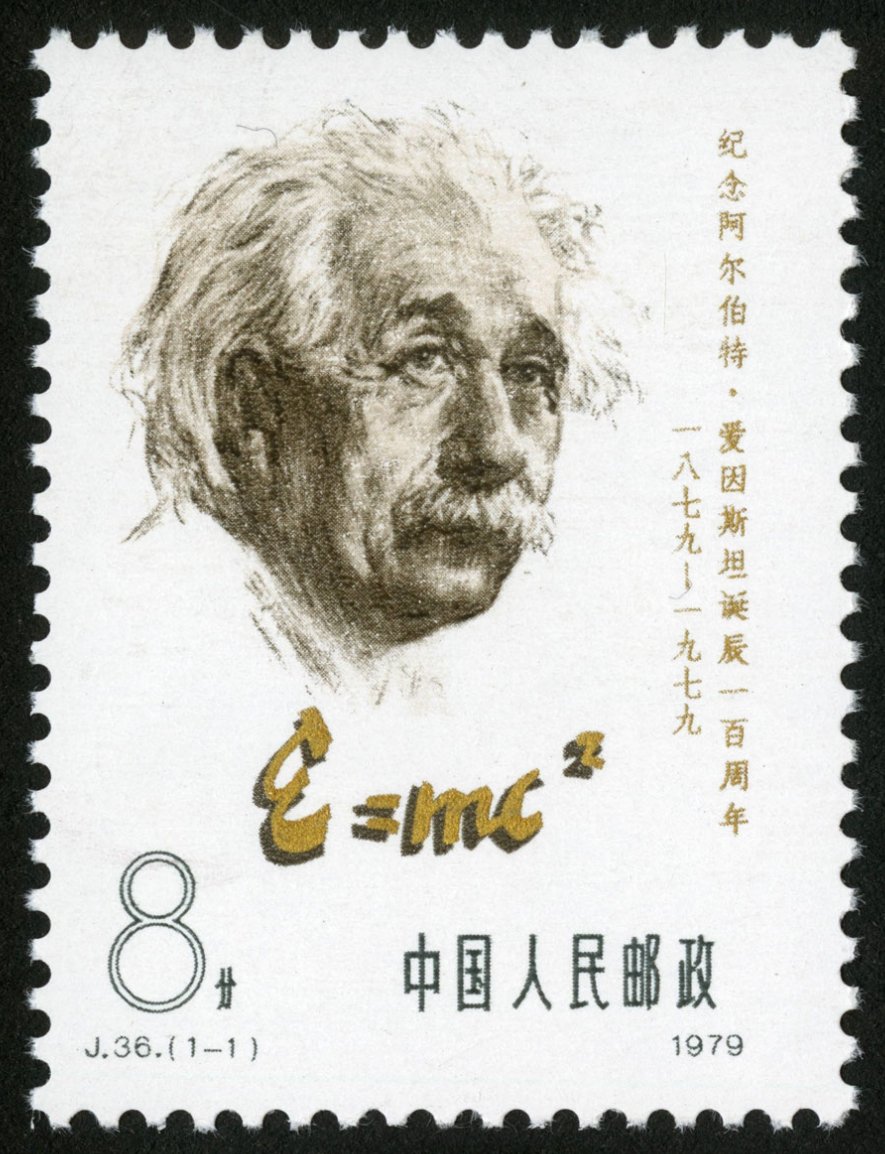 纪念阿尔伯特·爱因斯坦诞辰一百周年
一八七九—一九七九
E=mc²
8分
中国人民邮政
J.36.(1-1)
1979